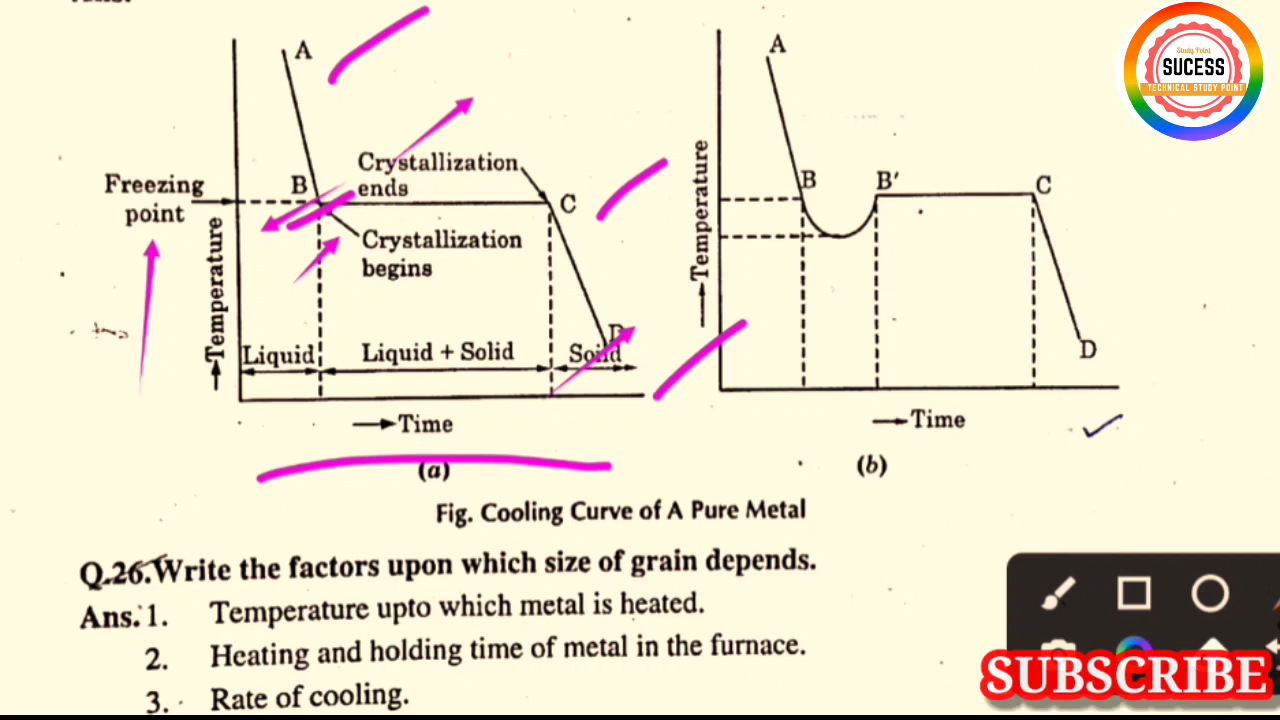 A
Crystallization
ends
B
Freezing
point
C
Crystallization
begins
Temperature
D
Liquid
Liquid + Solid
Solid
Time
(a)
A
B
B′
C
D
Temperature
Time
(b)
Fig. Cooling Curve of A Pure Metal
Q.26. Write the factors upon which size of grain depends.
Ans. 1. Temperature upto which metal is heated.
2. Heating and holding time of metal in the furnace.
3. Rate of cooling.
Study Point
SUCESS
TECHNICAL STUDY POINT
SUBSCRIBE